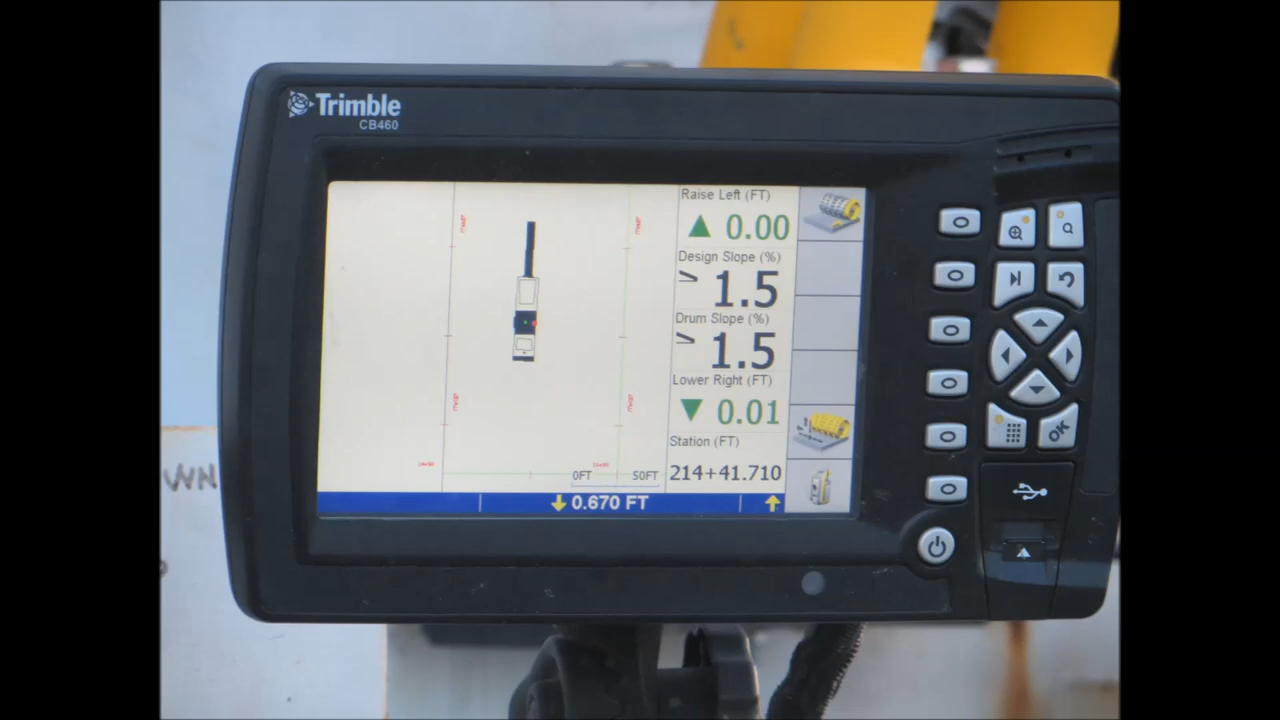 Trimble
CB460
Raise Left (FT)
0.00
Design Slope (%)
1.5
Drum Slope (%)
1.5
Lower Right (FT)
0.01
Station (FT)
214+41.710
0FT 50FT
0.670 FT
OK
WN